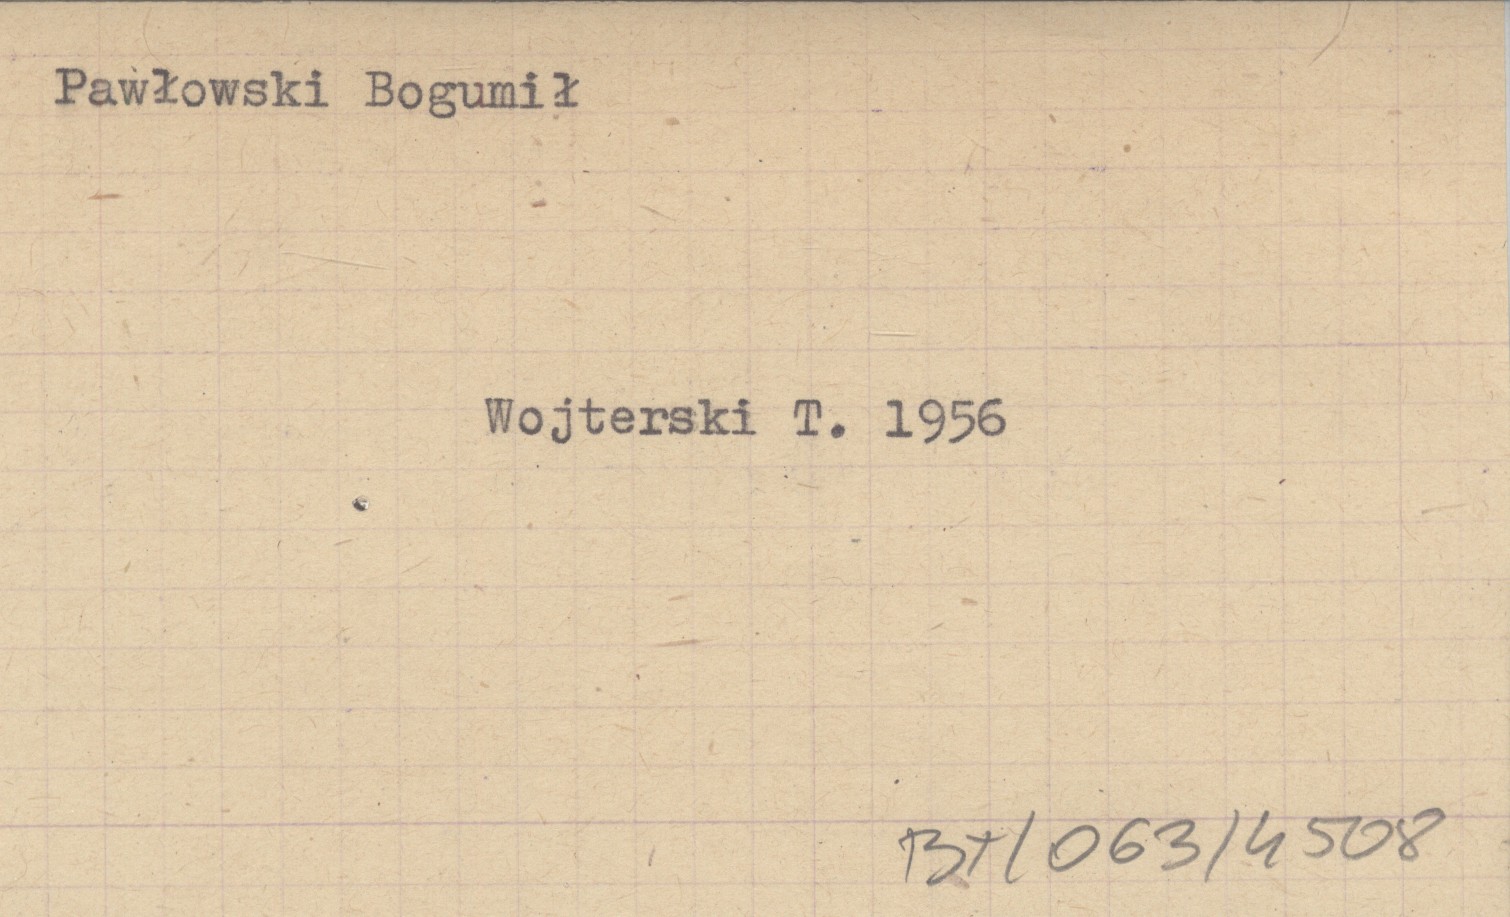 Pawłowski Bogumił
Wojterski T. 1956
Bt/063/4508